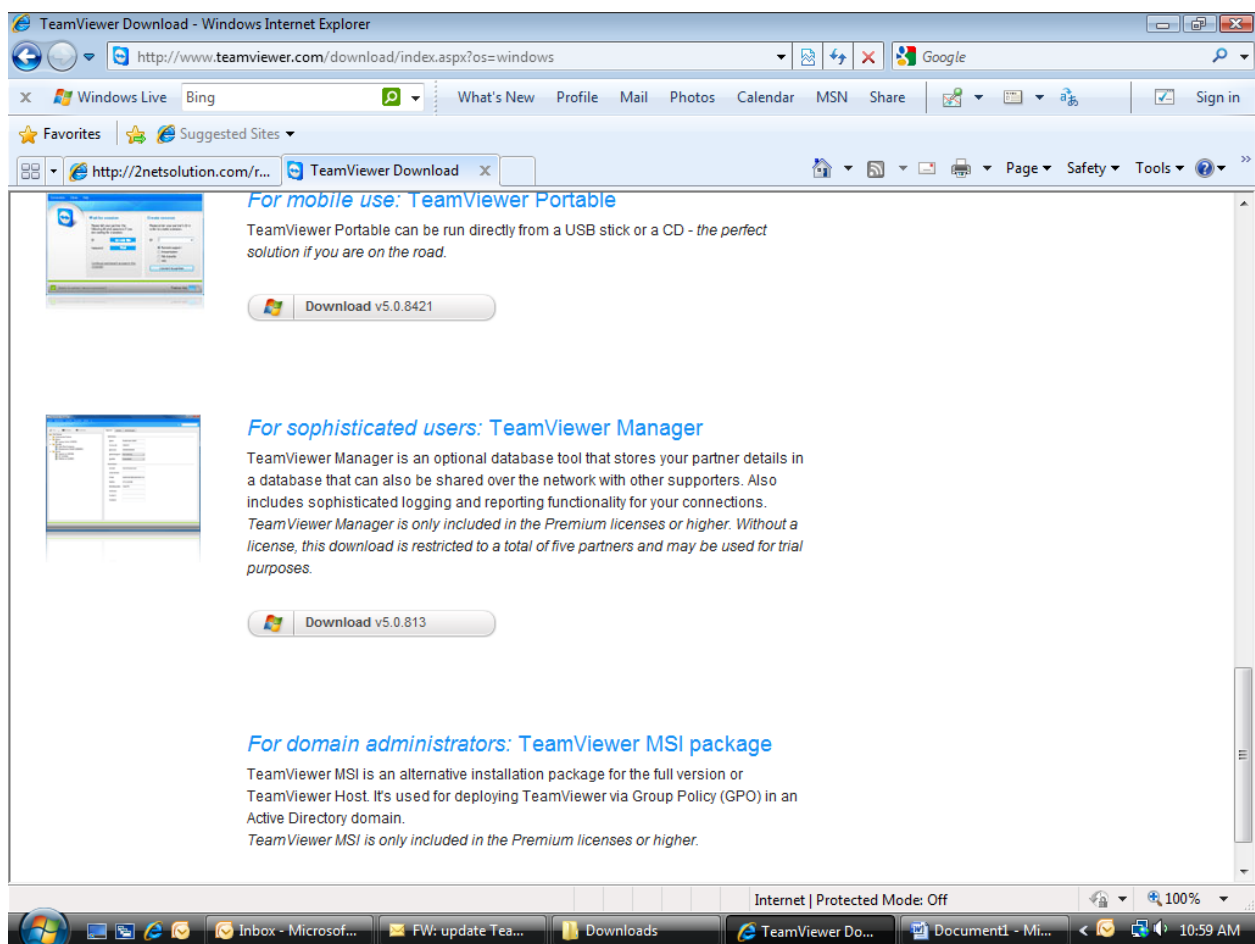 TeamViewer Download - Windows Internet Explorer
http://www.teamviewer.com/download/index.aspx?os=windows
Google
x Windows Live Bing What's New Profile Mail Photos Calendar MSN Share Sign in
Favorites Suggested Sites
http://2netsolution.com/r... TeamViewer Download x Page Safety Tools »
For mobile use: TeamViewer Portable
TeamViewer Portable can be run directly from a USB stick or a CD - the perfect
solution if you are on the road.
Download v5.0.8421
For sophisticated users: TeamViewer Manager
TeamViewer Manager is an optional database tool that stores your partner details in
a database that can also be shared over the network with other supporters. Also
includes sophisticated logging and reporting functionality for your connections.
TeamViewer Manager is only included in the Premium licenses or higher. Without a
license, this download is restricted to a total of five partners and may be used for trial
purposes.
Download v5.0.813
For domain administrators: TeamViewer MSI package
TeamViewer MSI is an alternative installation package for the full version or
TeamViewer Host. It's used for deploying TeamViewer via Group Policy (GPO) in an
Active Directory domain.
TeamViewer MSI is only included in the Premium licenses or higher.
Internet | Protected Mode: Off 100%
Inbox - Microsof... FW: update Tea... Downloads TeamViewer Do... Document1 - Mi... < 10:59 AM